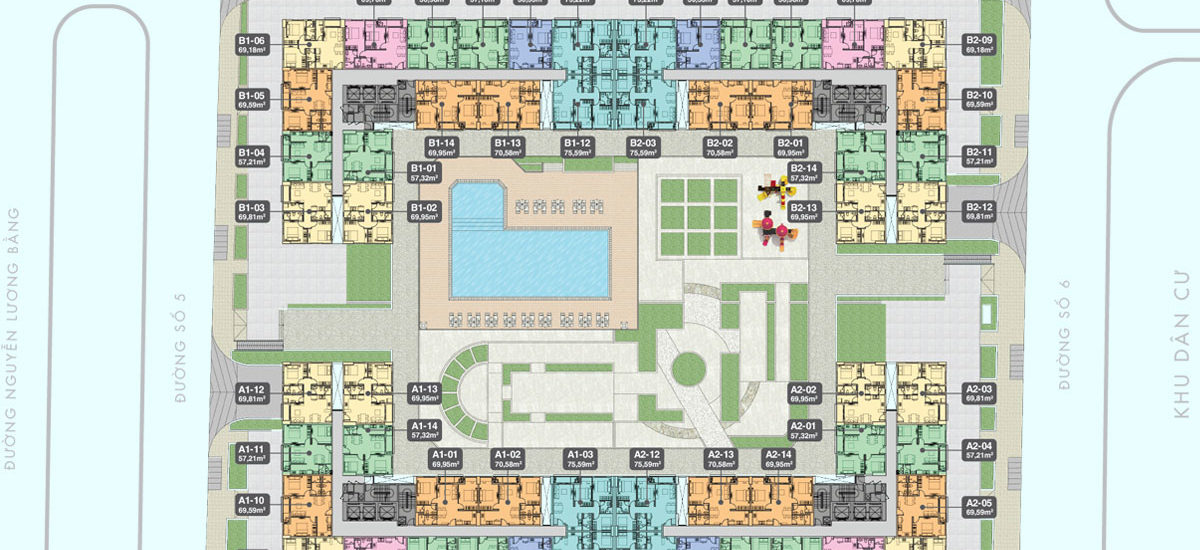 B1-06
69,18m²
B2-09
69,18m²
B1-05
69,59m²
B2-10
69,59m²
B1-14
69,95m²
B1-13
70,58m²
B1-12
75,59m²
B2-03
75,59m²
B2-02
70,58m²
B2-01
69,95m²
B1-04
57,21m²
B2-11
57,21m²
B1-01
57,32m²
B2-14
57,32m²
B1-03
69,81m²
B1-02
69,95m²
B2-13
69,95m²
B2-12
69,81m²
ĐƯỜNG NGUYỄN LƯƠNG BẰNG
ĐƯỜNG SỐ 5
ĐƯỜNG SỐ 6
KHU DÂN CƯ
A1-12
69,81m²
A1-13
69,95m²
A2-02
69,95m²
A2-03
69,81m²
A1-14
57,32m²
A2-01
57,32m²
A1-11
57,21m²
A2-04
57,21m²
A1-01
69,95m²
A1-02
70,58m²
A1-03
75,59m²
A2-12
75,59m²
A2-13
70,58m²
A2-14
69,95m²
A1-10
69,59m²
A2-05
69,59m²